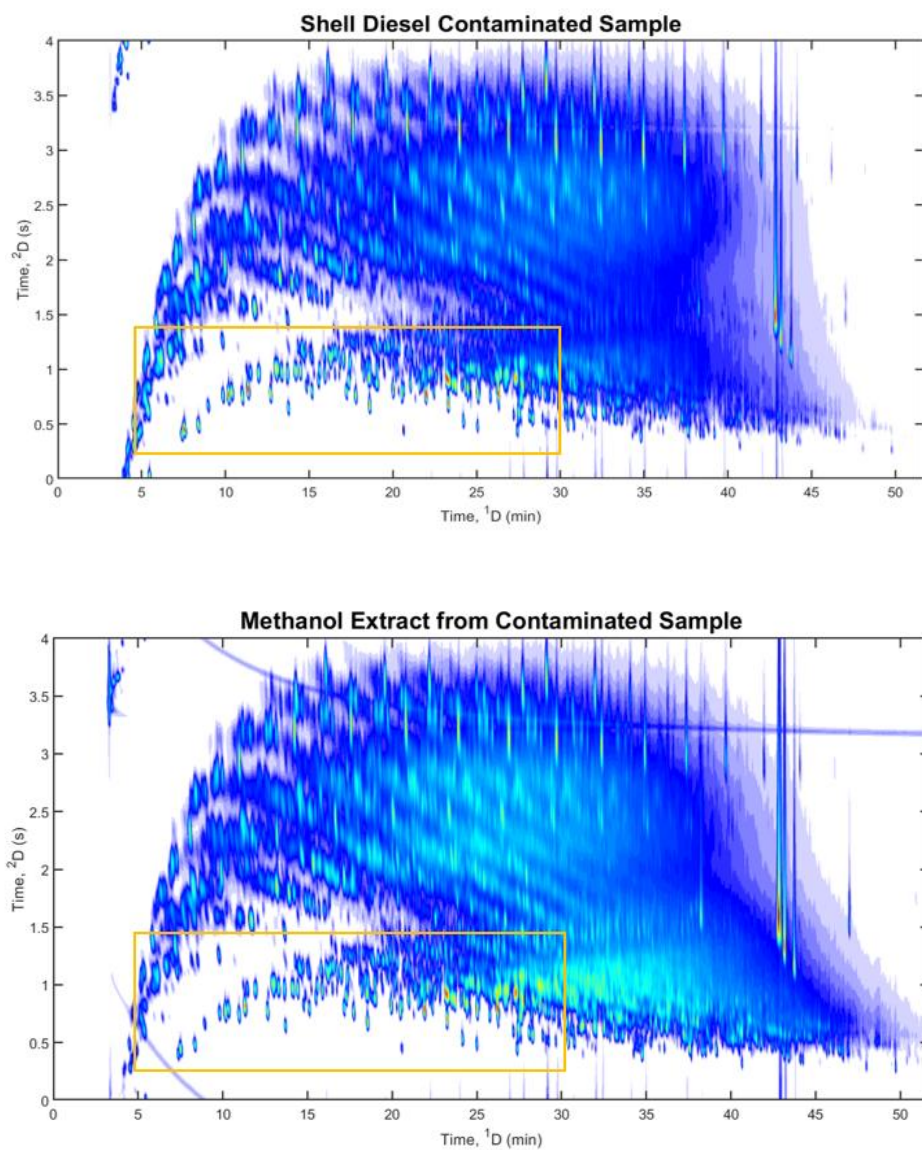 Shell Diesel Contaminated Sample
4
3.5
3
2.5
2
1.5
1
0.5
0
Time, ²D (s)
0 5 10 15 20 25 30 35 40 45 50
Time, ¹D (min)
Methanol Extract from Contaminated Sample
4
3.5
3
2.5
2
1.5
1
0.5
0
Time, ²D (s)
0 5 10 15 20 25 30 35 40 45 50
Time, ¹D (min)